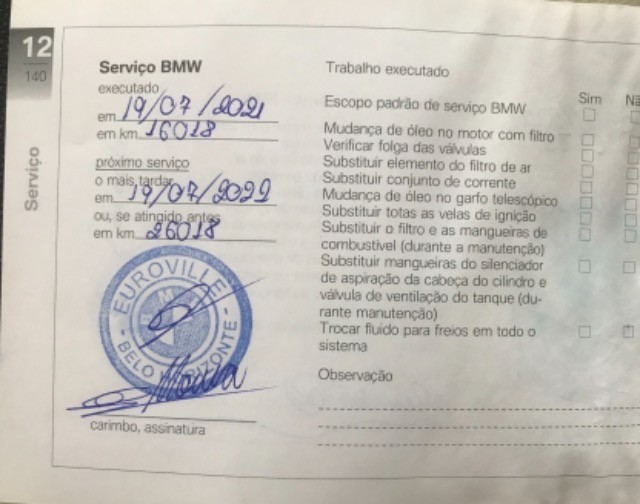 12
140
Serviço
Serviço BMW
executado
em 19/07/2021
em km 16018
próximo serviço
o mais tardar
em 19/07/2022
ou, se atingido antes
em km 26018
EUROVILLE
BELO HORIZONTE
carimbo, assinatura
Trabalho executado
Sim
Escopo padrão de serviço BMW
Mudança de óleo no motor com filtro
Verificar folga das válvulas
Substituir elemento do filtro de ar
Substituir conjunto de corrente
Mudança de óleo no garfo telescópico
Substituir totas as velas de ignição
Substituir o filtro e as mangueiras de
combustível (durante a manutenção)
Substituir mangueiras do silenciador
de aspiração da cabeça do cilindro e
válvula de ventilação do tanque (du-
rante manutenção)
Trocar fluido para freios em todo o
sistema
Observação